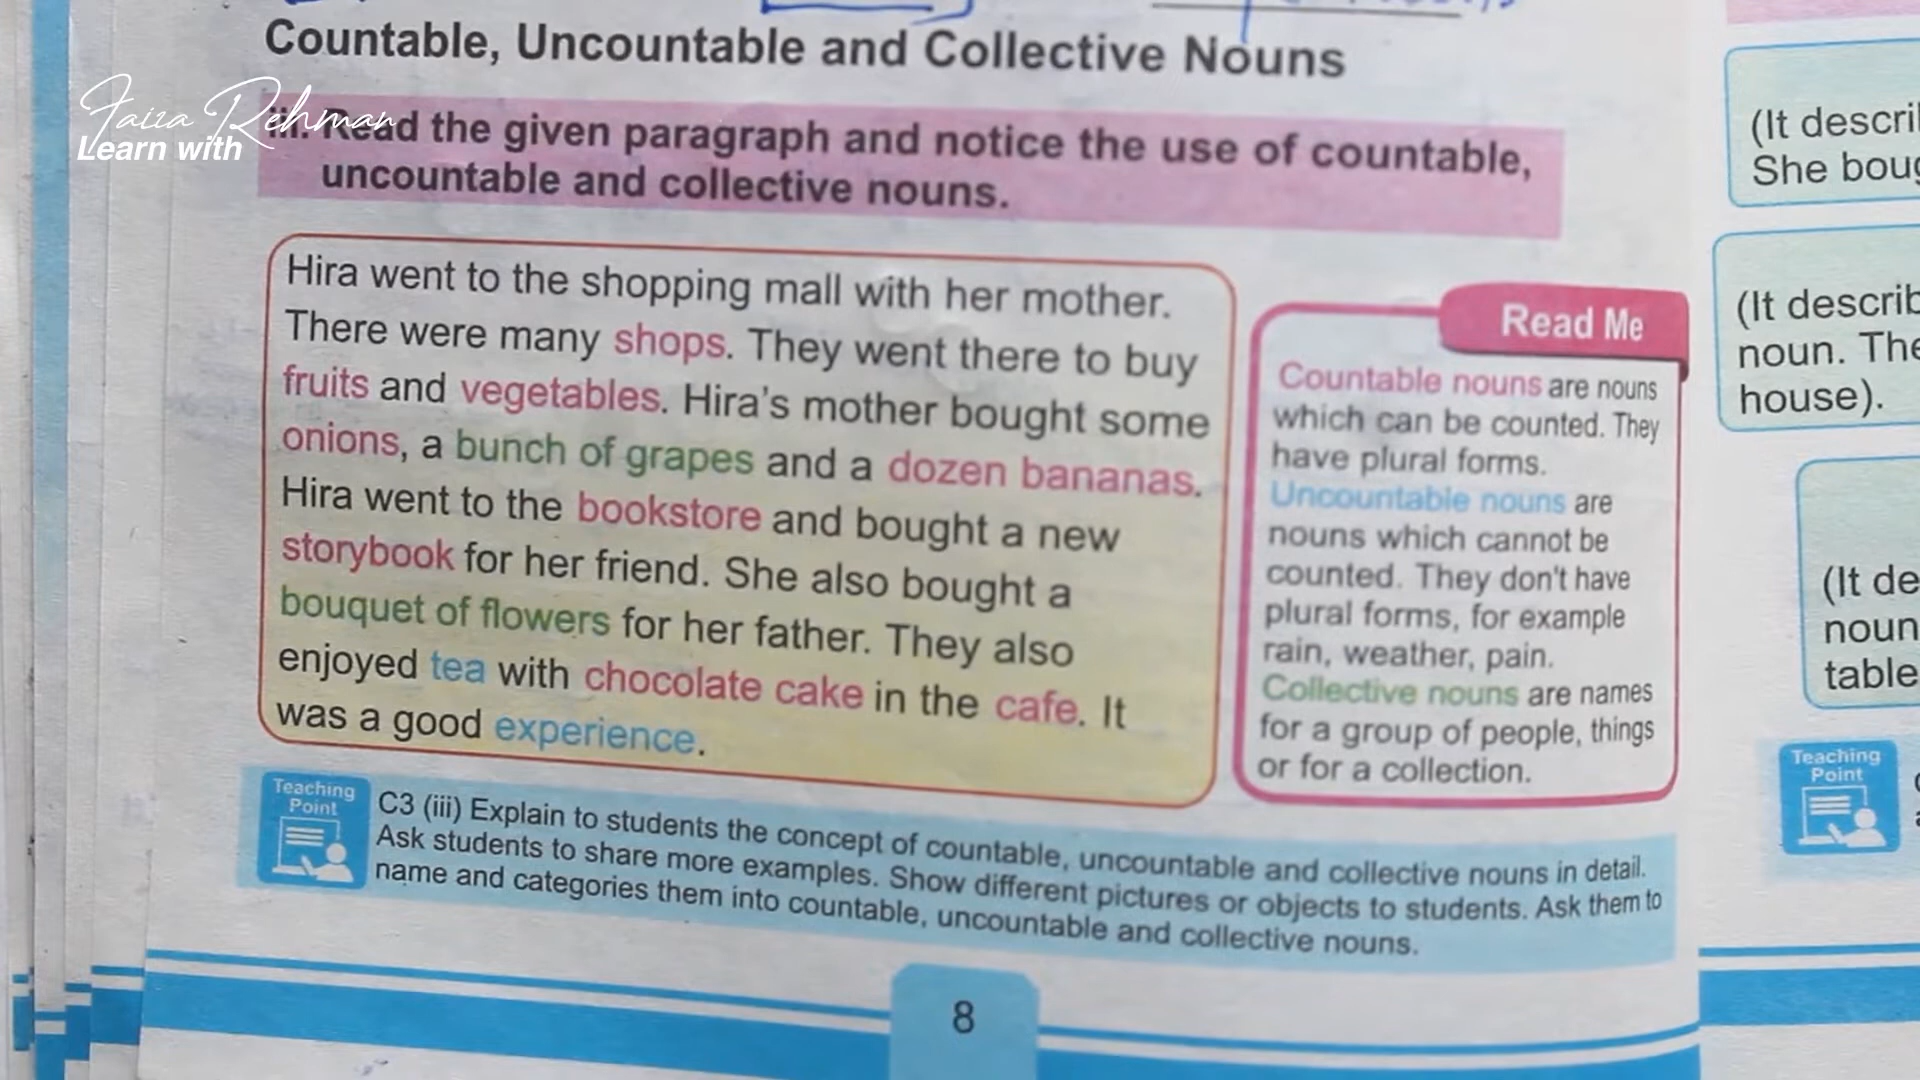 Countable, Uncountable and Collective Nouns
Faiza Rehman
Learn with
iii. Read the given paragraph and notice the use of countable,
uncountable and collective nouns.
Hira went to the shopping mall with her mother.
There were many shops. They went there to buy
fruits and vegetables. Hira's mother bought some
onions, a bunch of grapes and a dozen bananas.
Hira went to the bookstore and bought a new
storybook for her friend. She also bought a
bouquet of flowers for her father. They also
enjoyed tea with chocolate cake in the cafe. It
was a good experience.
Read Me
Countable nouns are nouns
which can be counted. They
have plural forms.
Uncountable nouns are
nouns which cannot be
counted. They don't have
plural forms, for example
rain, weather, pain.
Collective nouns are names
for a group of people, things
or for a collection.
Teaching
Point
C3 (iii) Explain to students the concept of countable, uncountable and collective nouns in detail.
Ask students to share more examples. Show different pictures or objects to students. Ask them to
name and categories them into countable, uncountable and collective nouns.
8
(It
She
(It
noun. The
house).
(It
noun
table
Teaching
Point